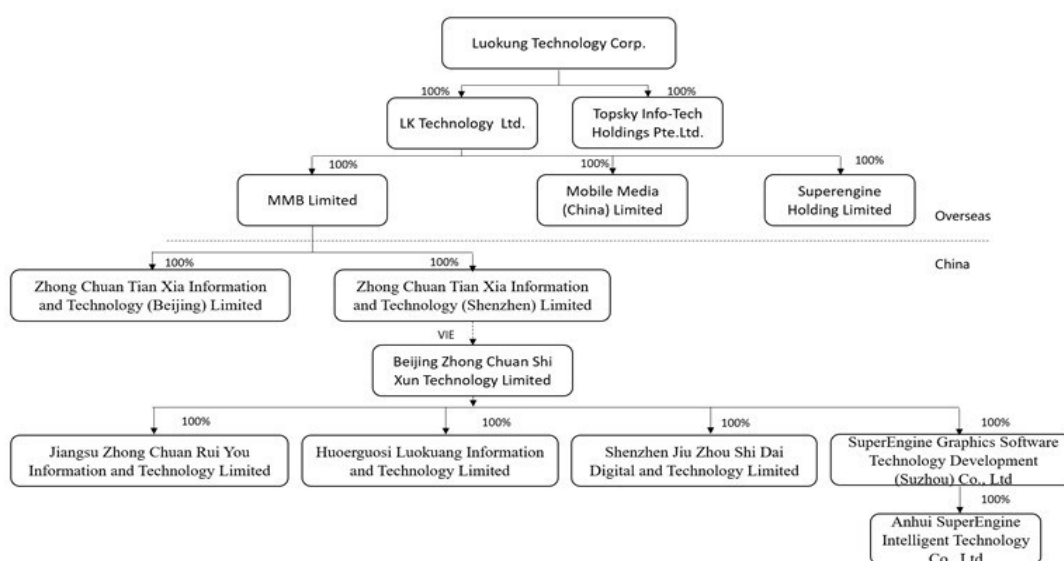 Luokung Technology Corp.
100%
100%
LK Technology Ltd.
Topsky Info-Tech
Holdings Pte.Ltd.
100%
100%
100%
MMB Limited
Mobile Media
(China) Limited
Superengine
Holding Limited
Overseas
China
100%
100%
Zhong Chuan Tian Xia Information
and Technology (Beijing) Limited
Zhong Chuan Tian Xia Information
and Technology (Shenzhen) Limited
VIE
Beijing Zhong Chuan Shi
Xun Technology Limited
100%
100%
100%
100%
Jiangsu Zhong Chuan Rui You
Information and Technology Limited
Huoerguosi Luokuang Information
and Technology Limited
Shenzhen Jiu Zhou Shi Dai
Digital and Technology Limited
SuperEngine Graphics Software
Technology Development
(Suzhou) Co., Ltd
100%
Anhui SuperEngine
Intelligent Technology
Co., Ltd